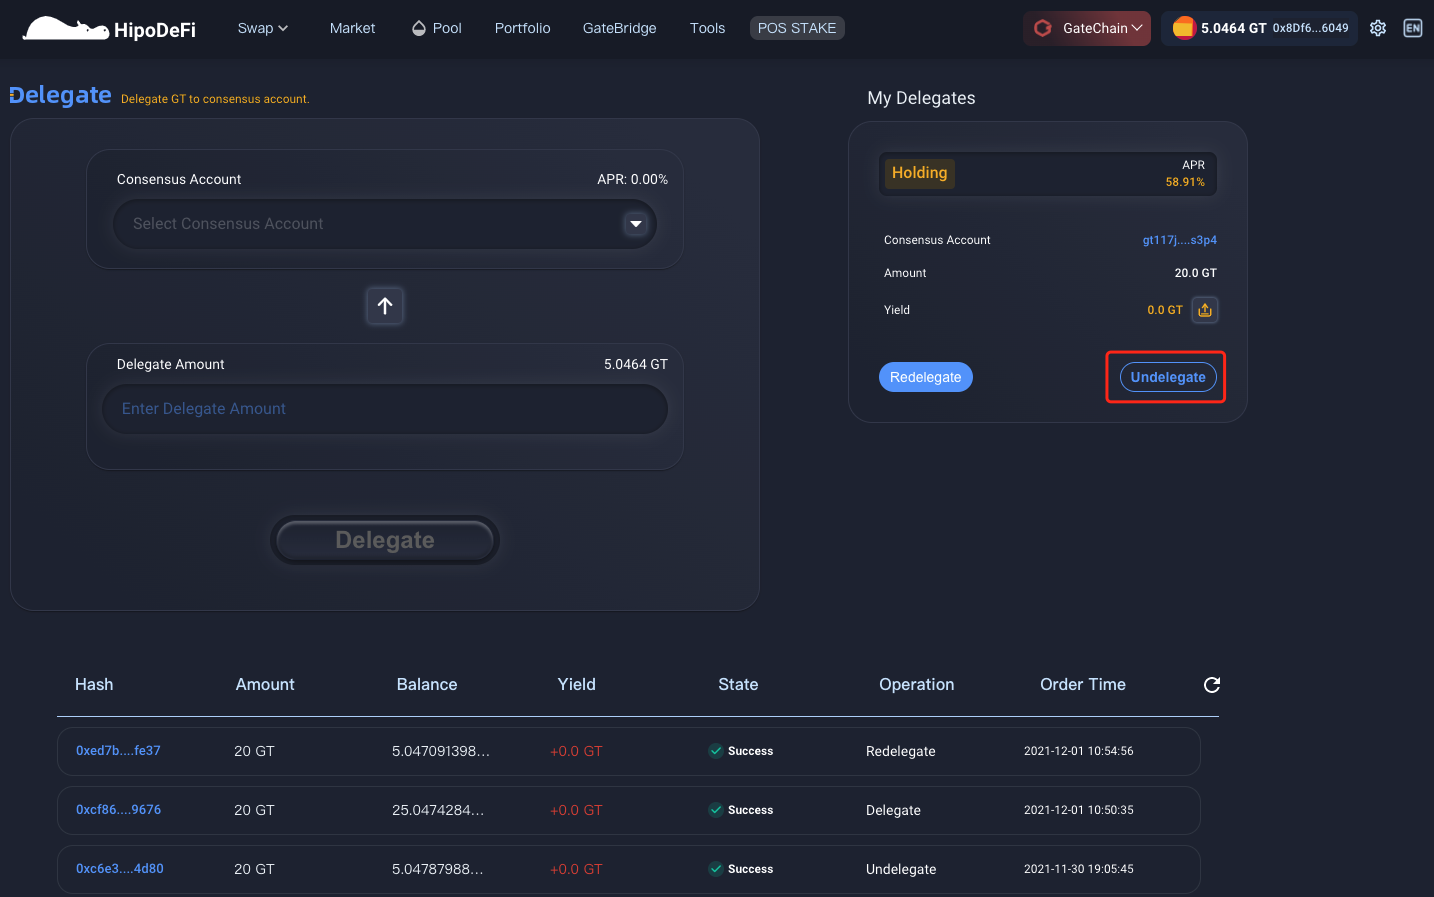 HipoDeFi
Swap
Market
Pool
Portfolio
GateBridge
Tools
POS STAKE
GateChain
5.0464 GT 0x8Df6...6049
EN
Delegate
Delegate GT to consensus account.
Consensus Account
APR: 0.00%
Select Consensus Account
Delegate Amount
5.0464 GT
Enter Delegate Amount
Delegate
My Delegates
Holding
APR
58.91%
Consensus Account
gt117j....s3p4
Amount
20.0 GT
Yield
0.0 GT
Redelegate
Undelegate
Hash Amount Balance Yield State Operation Order Time
0xed7b....fe37 20 GT 5.047091398... +0.0 GT Success Redelegate 2021-12-01 10:54:56
0xcf86....9676 20 GT 25.0474284... +0.0 GT Success Delegate 2021-12-01 10:50:35
0xc6e3....4d80 20 GT 5.04787988... +0.0 GT Success Undelegate 2021-11-30 19:05:45